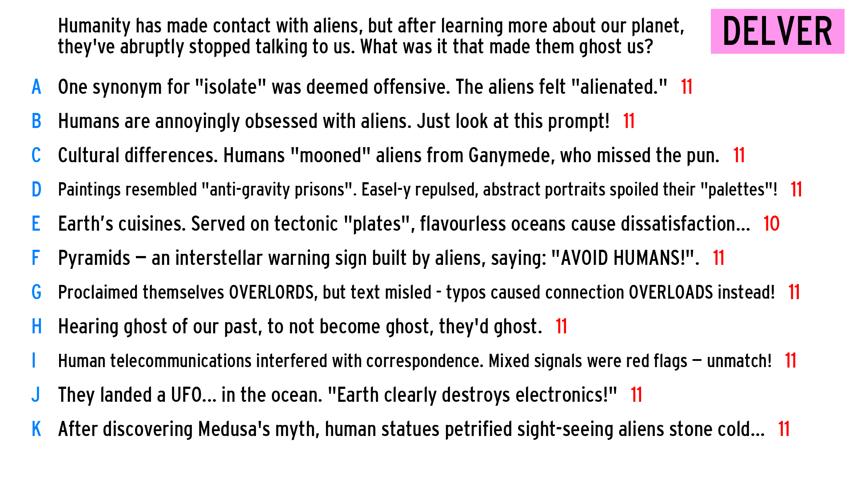 Humanity has made contact with aliens, but after learning more about our planet,
they've abruptly stopped talking to us. What was it that made them ghost us?
DELVER
A One synonym for "isolate" was deemed offensive. The aliens felt "alienated." 11
B Humans are annoyingly obsessed with aliens. Just look at this prompt! 11
C Cultural differences. Humans "mooned" aliens from Ganymede, who missed the pun. 11
D Paintings resembled "anti-gravity prisons". Easel-y repulsed, abstract portraits spoiled their "palettes"! 11
E Earth's cuisines. Served on tectonic "plates", flavourless oceans cause dissatisfaction... 10
F Pyramids — an interstellar warning sign built by aliens, saying: "AVOID HUMANS!". 11
G Proclaimed themselves OVERLORDS, but text misled - typos caused connection OVERLOADS instead! 11
H Hearing ghost of our past, to not become ghost, they'd ghost. 11
I Human telecommunications interfered with correspondence. Mixed signals were red flags — unmatch! 11
J They landed a UFO... in the ocean. "Earth clearly destroys electronics!" 11
K After discovering Medusa's myth, human statues petrified sight-seeing aliens stone cold... 11